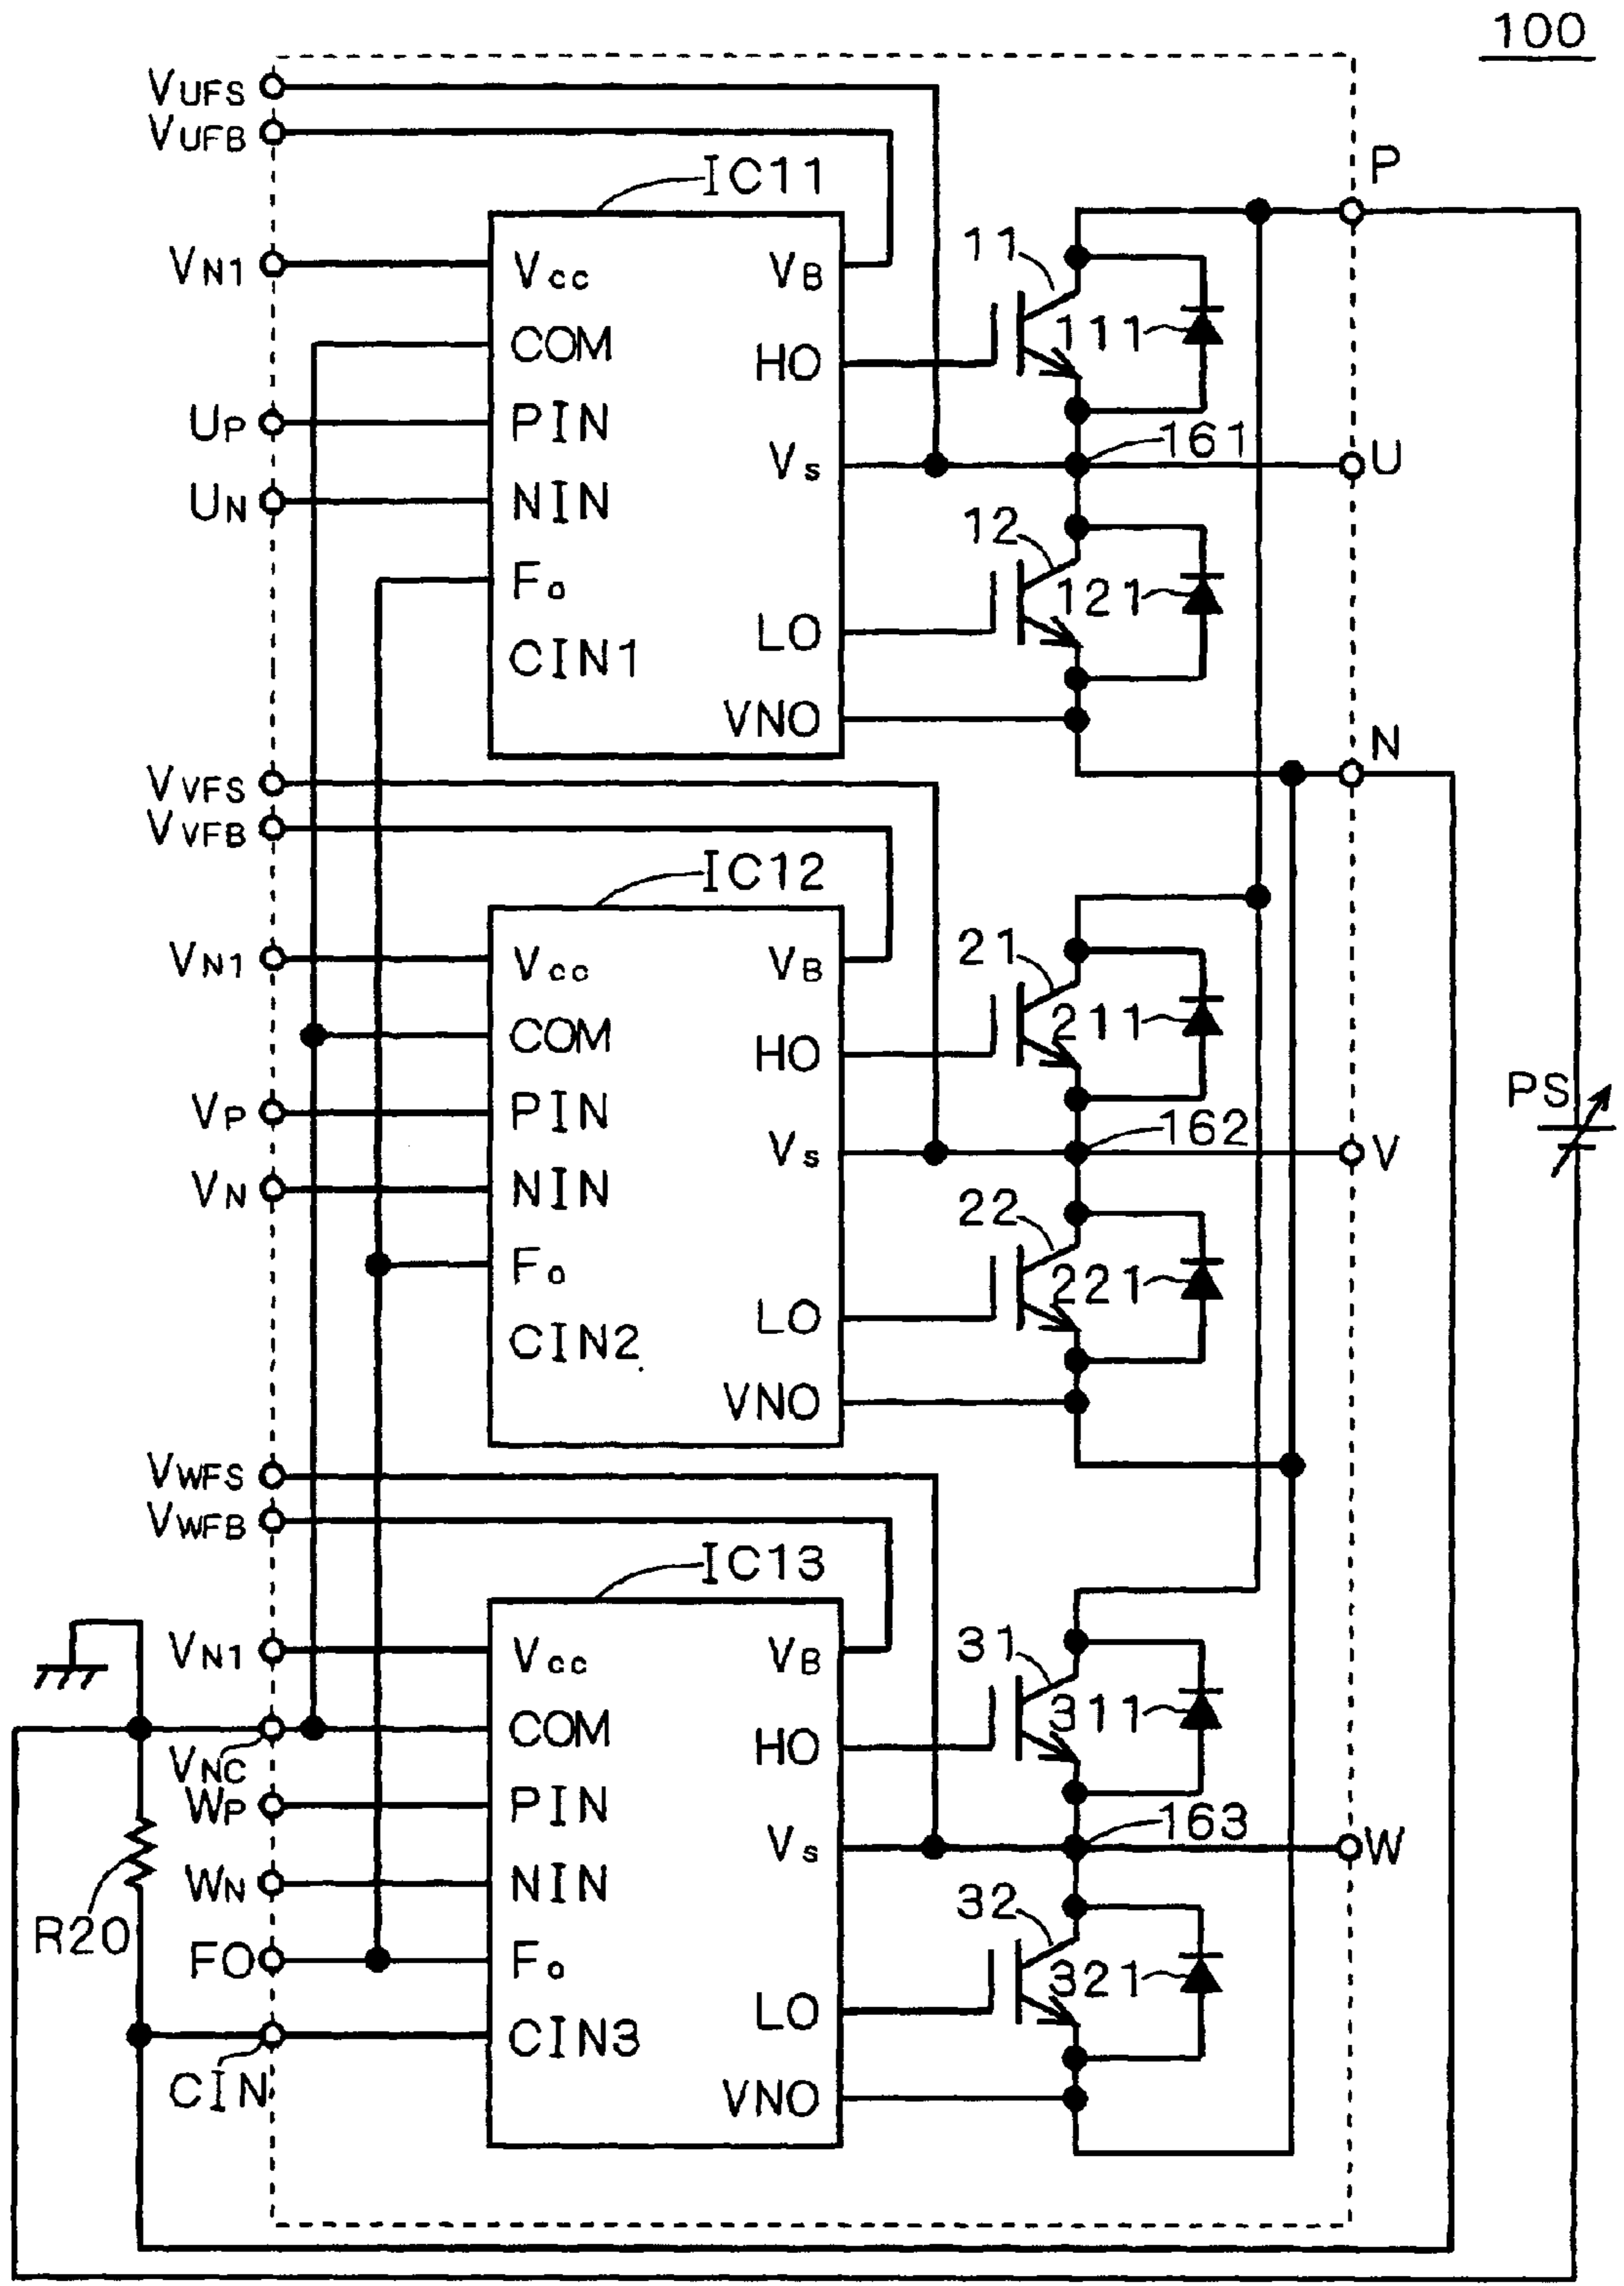 100
VUFS
VUFB
IC11
P
VN1
Vcc
VB
11
111
COM
HO
UP
PIN
Vs
161
U
UN
NIN
12
121
Fo
LO
CIN1
VNO
N
VVFS
VVFB
IC12
VN1
Vcc
VB
21
211
COM
HO
PS
VP
PIN
Vs
162
V
VN
NIN
22
221
Fo
LO
CIN2
VNO
VWFS
VWFB
IC13
VN1
Vcc
VB
31
311
COM
HO
VNC
WP
PIN
Vs
163
W
WN
NIN
32
321
R20
FO
Fo
LO
CIN3
CIN
VNO